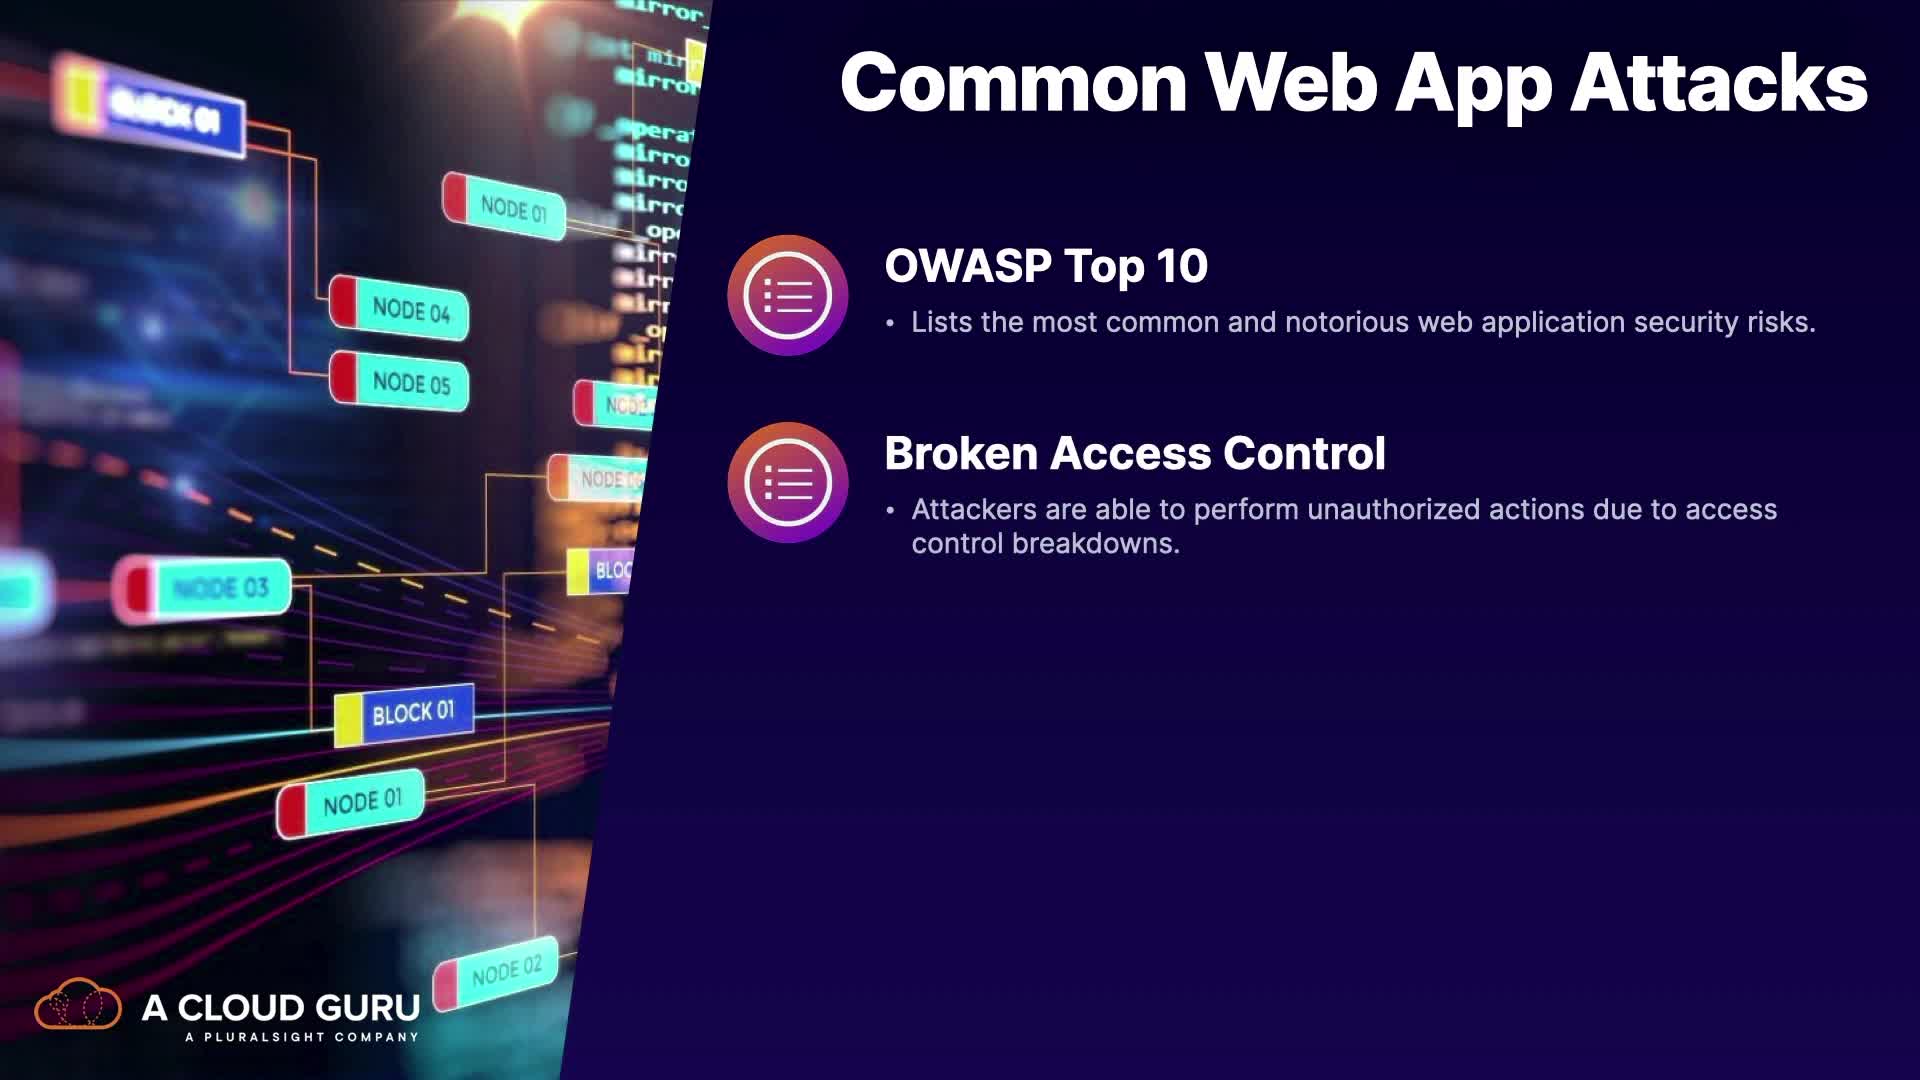 Common Web App Attacks
OWASP Top 10
• Lists the most common and notorious web application security risks.
Broken Access Control
• Attackers are able to perform unauthorized actions due to access
control breakdowns.
BLOCK 01
NODE 01
NODE 04
NODE 05
NODE 03
BLOCK 01
NODE 01
NODE 02
A CLOUD GURU
A PLURALSIGHT COMPANY